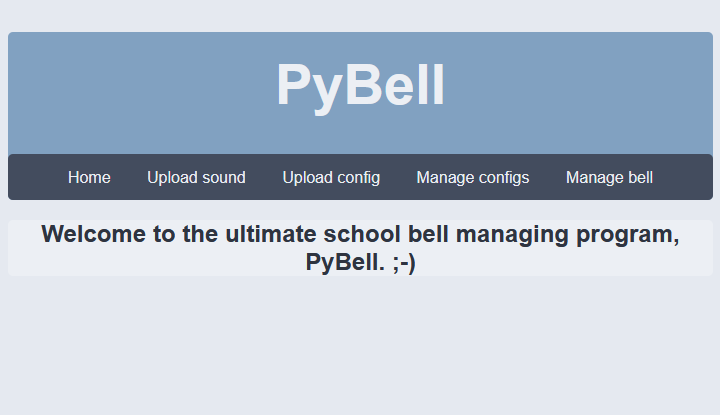 PyBell
Home Upload sound Upload config Manage configs Manage bell
Welcome to the ultimate school bell managing program,
PyBell. ;-)